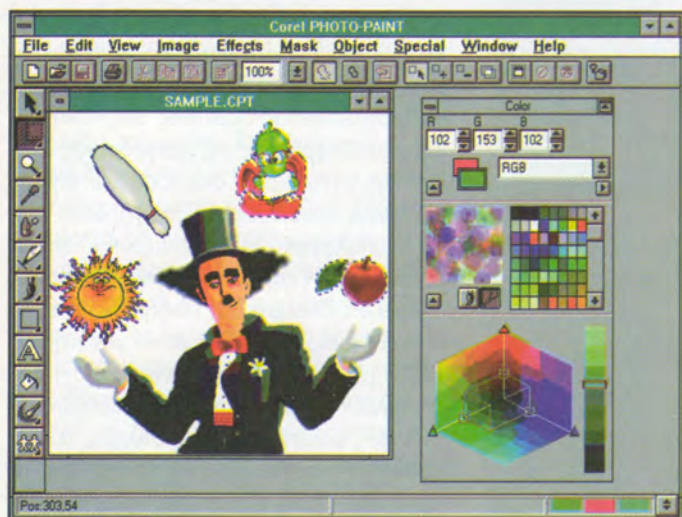 Corel PHOTO-PAINT
File Edit View Image Effects Mask Object Special Window Help
100%
SAMPLE.CPT
Color
R G B
102 153 102
RGB
A
Pos:303,54